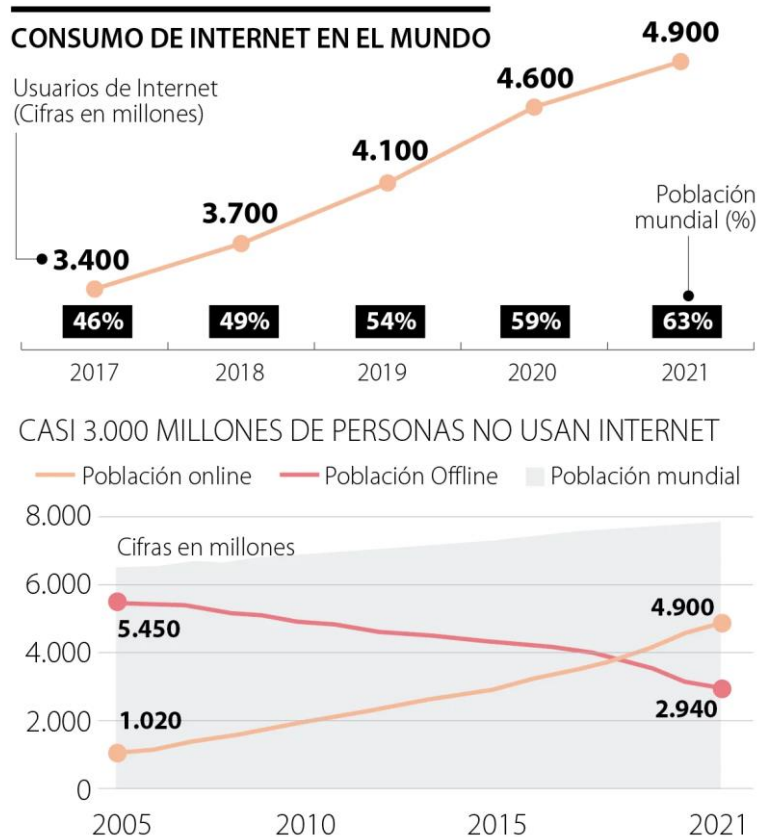 CONSUMO DE INTERNET EN EL MUNDO
Usuarios de Internet
(Cifras en millones)
3.400
3.700
4.100
4.600
4.900
Población
mundial (%)
46% 49% 54% 59% 63%
2017 2018 2019 2020 2021
CASI 3.000 MILLONES DE PERSONAS NO USAN INTERNET
Población online Población Offline Población mundial
8.000
Cifras en millones
6.000
5.450
4.900
4.000
2.940
2.000
1.020
0
2005 2010 2015 2021